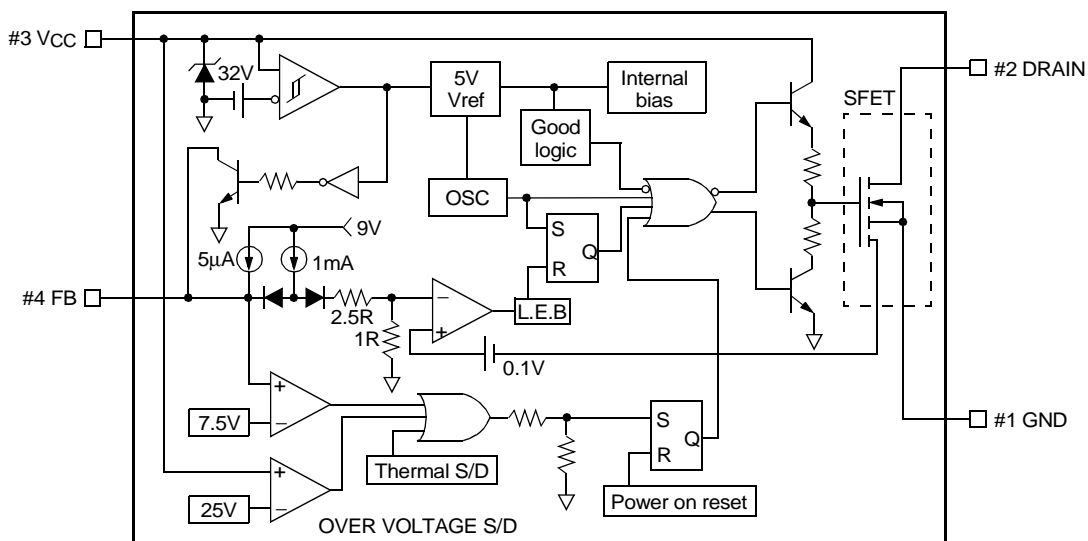 #3 VCC
32V
5V
Vref
Internal
bias
#2 DRAIN
SFET
Good
logic
OSC
S
Q
R
9V
5µA
1mA
#4 FB
2.5R
1R
−
+
L.E.B
0.1V
+
7.5V
−
Thermal S/D
S
Q
R
#1 GND
+
25V
−
Power on reset
OVER VOLTAGE S/D